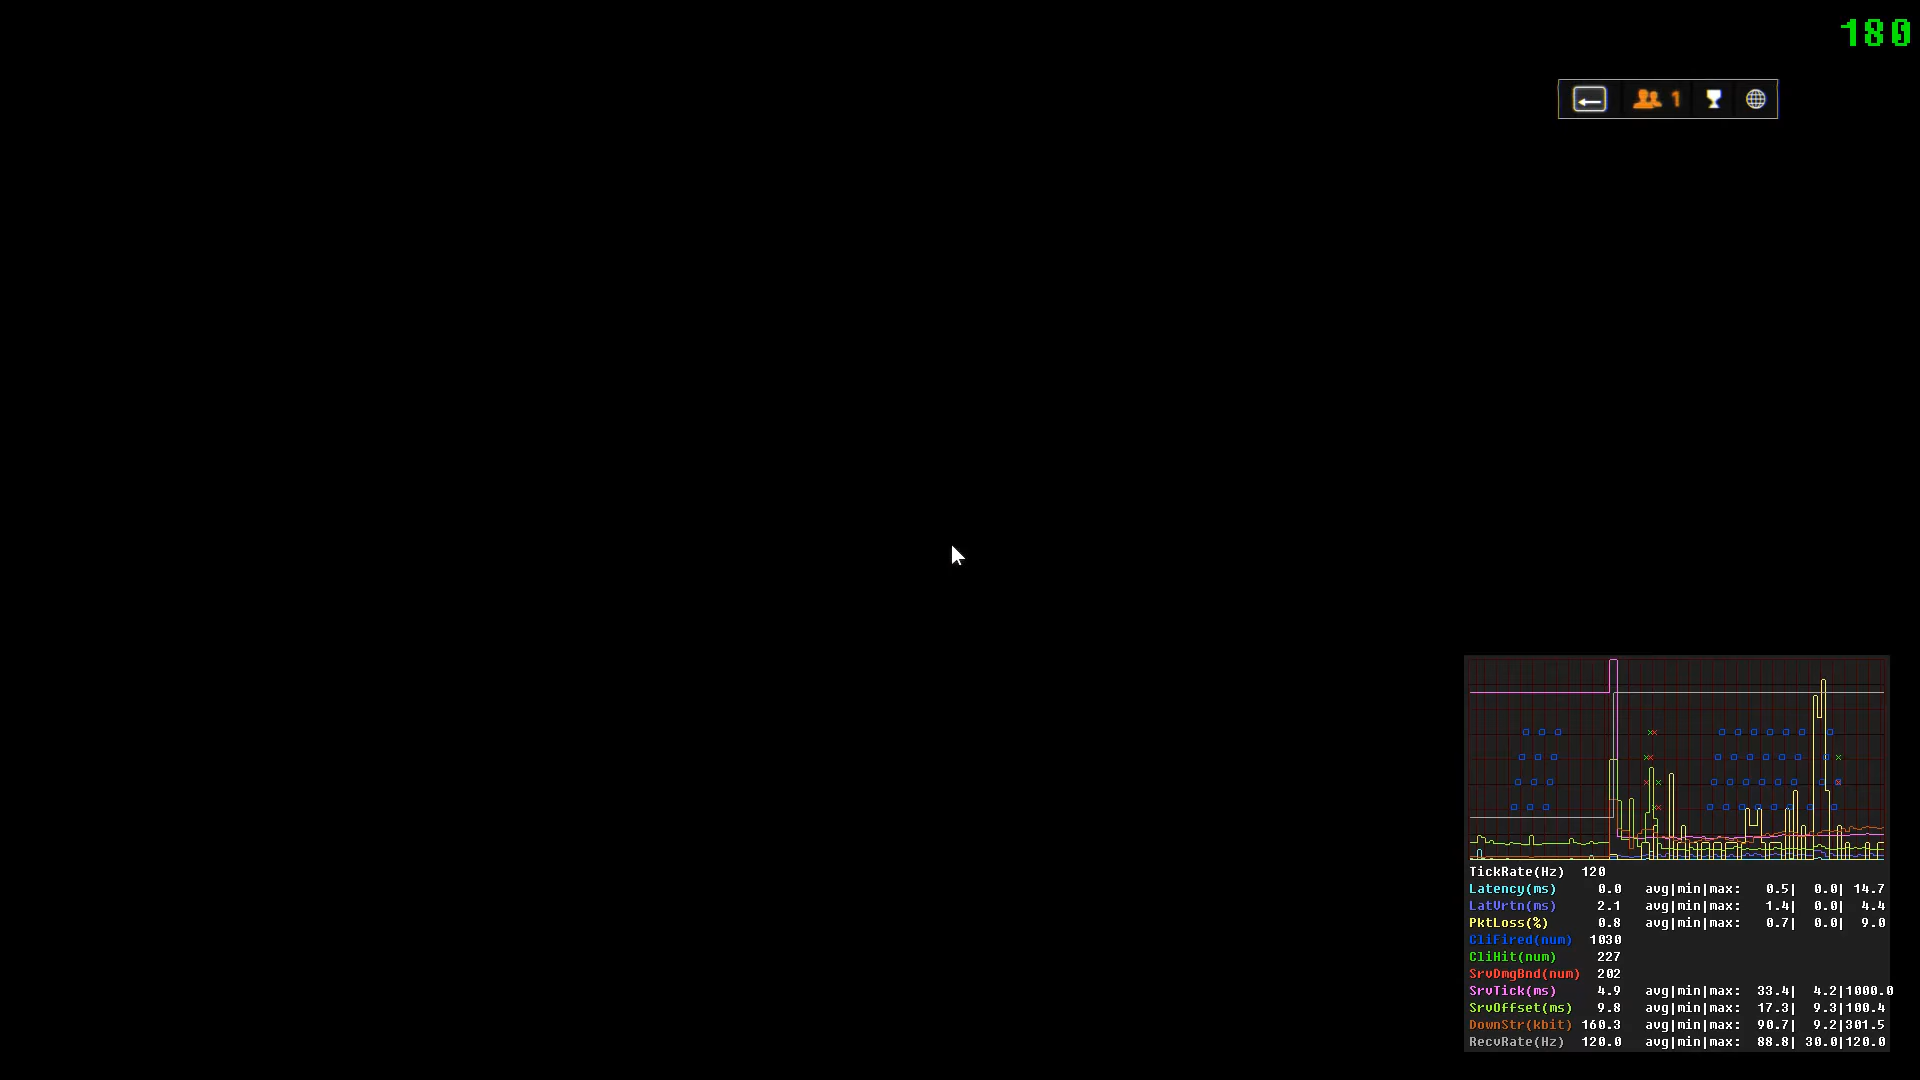 180
1
TickRate(Hz) 120
Latency(ms) 0.0 avg|min|max: 0.5| 0.0| 14.7
LatVrtn(ms) 2.1 avg|min|max: 1.4| 0.0| 4.4
PktLoss(%) 0.8 avg|min|max: 0.7| 0.0| 9.0
CliFired(num) 1030
CliHit(num) 227
SrvDmgBnd(num) 202
SrvTick(ms) 4.9 avg|min|max: 33.4| 4.2|1000.0
SrvOffset(ms) 9.8 avg|min|max: 17.3| 9.3|100.4
DownStr(kbit) 160.3 avg|min|max: 90.7| 9.2|301.5
RecvRate(Hz) 120.0 avg|min|max: 88.8| 30.0|120.0